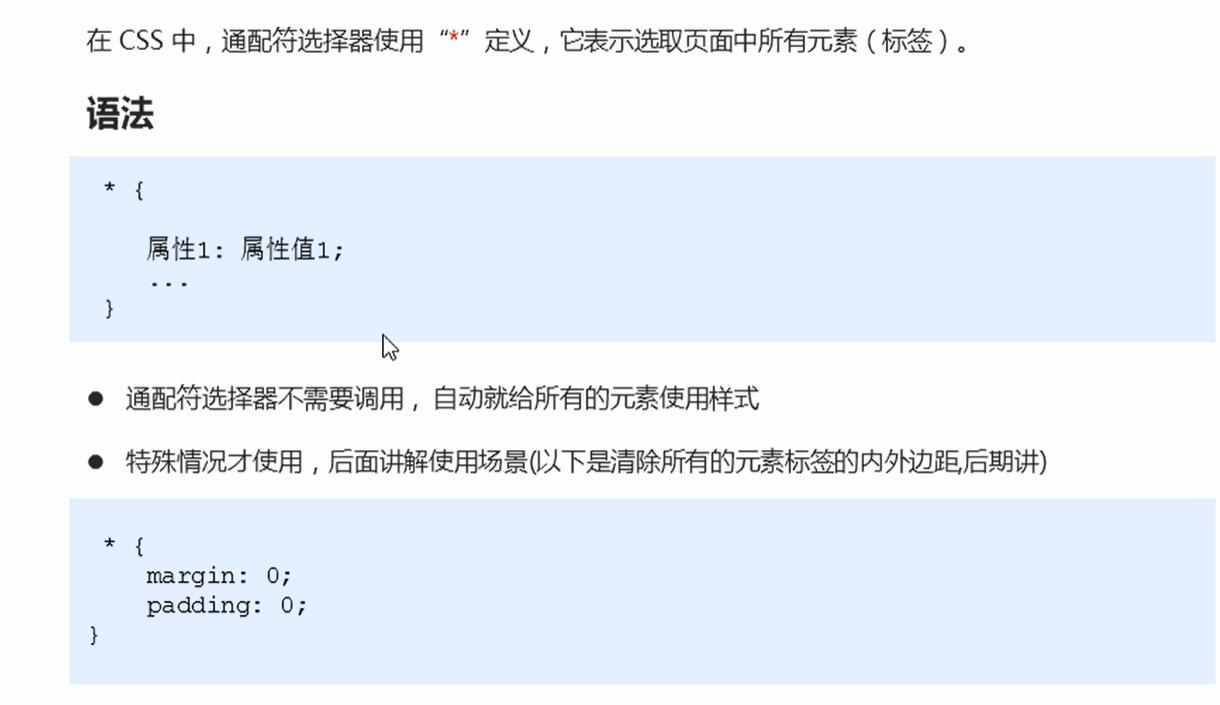 在 CSS 中，通配符选择器使用“*”定义，它表示选取页面中所有元素（标签）。
语法
* {
属性1: 属性值1;
...
}
● 通配符选择器不需要调用， 自动就给所有的元素使用样式
● 特殊情况才使用，后面讲解使用场景(以下是清除所有的元素标签的内外边距,后期讲)
* {
margin: 0;
padding: 0;
}